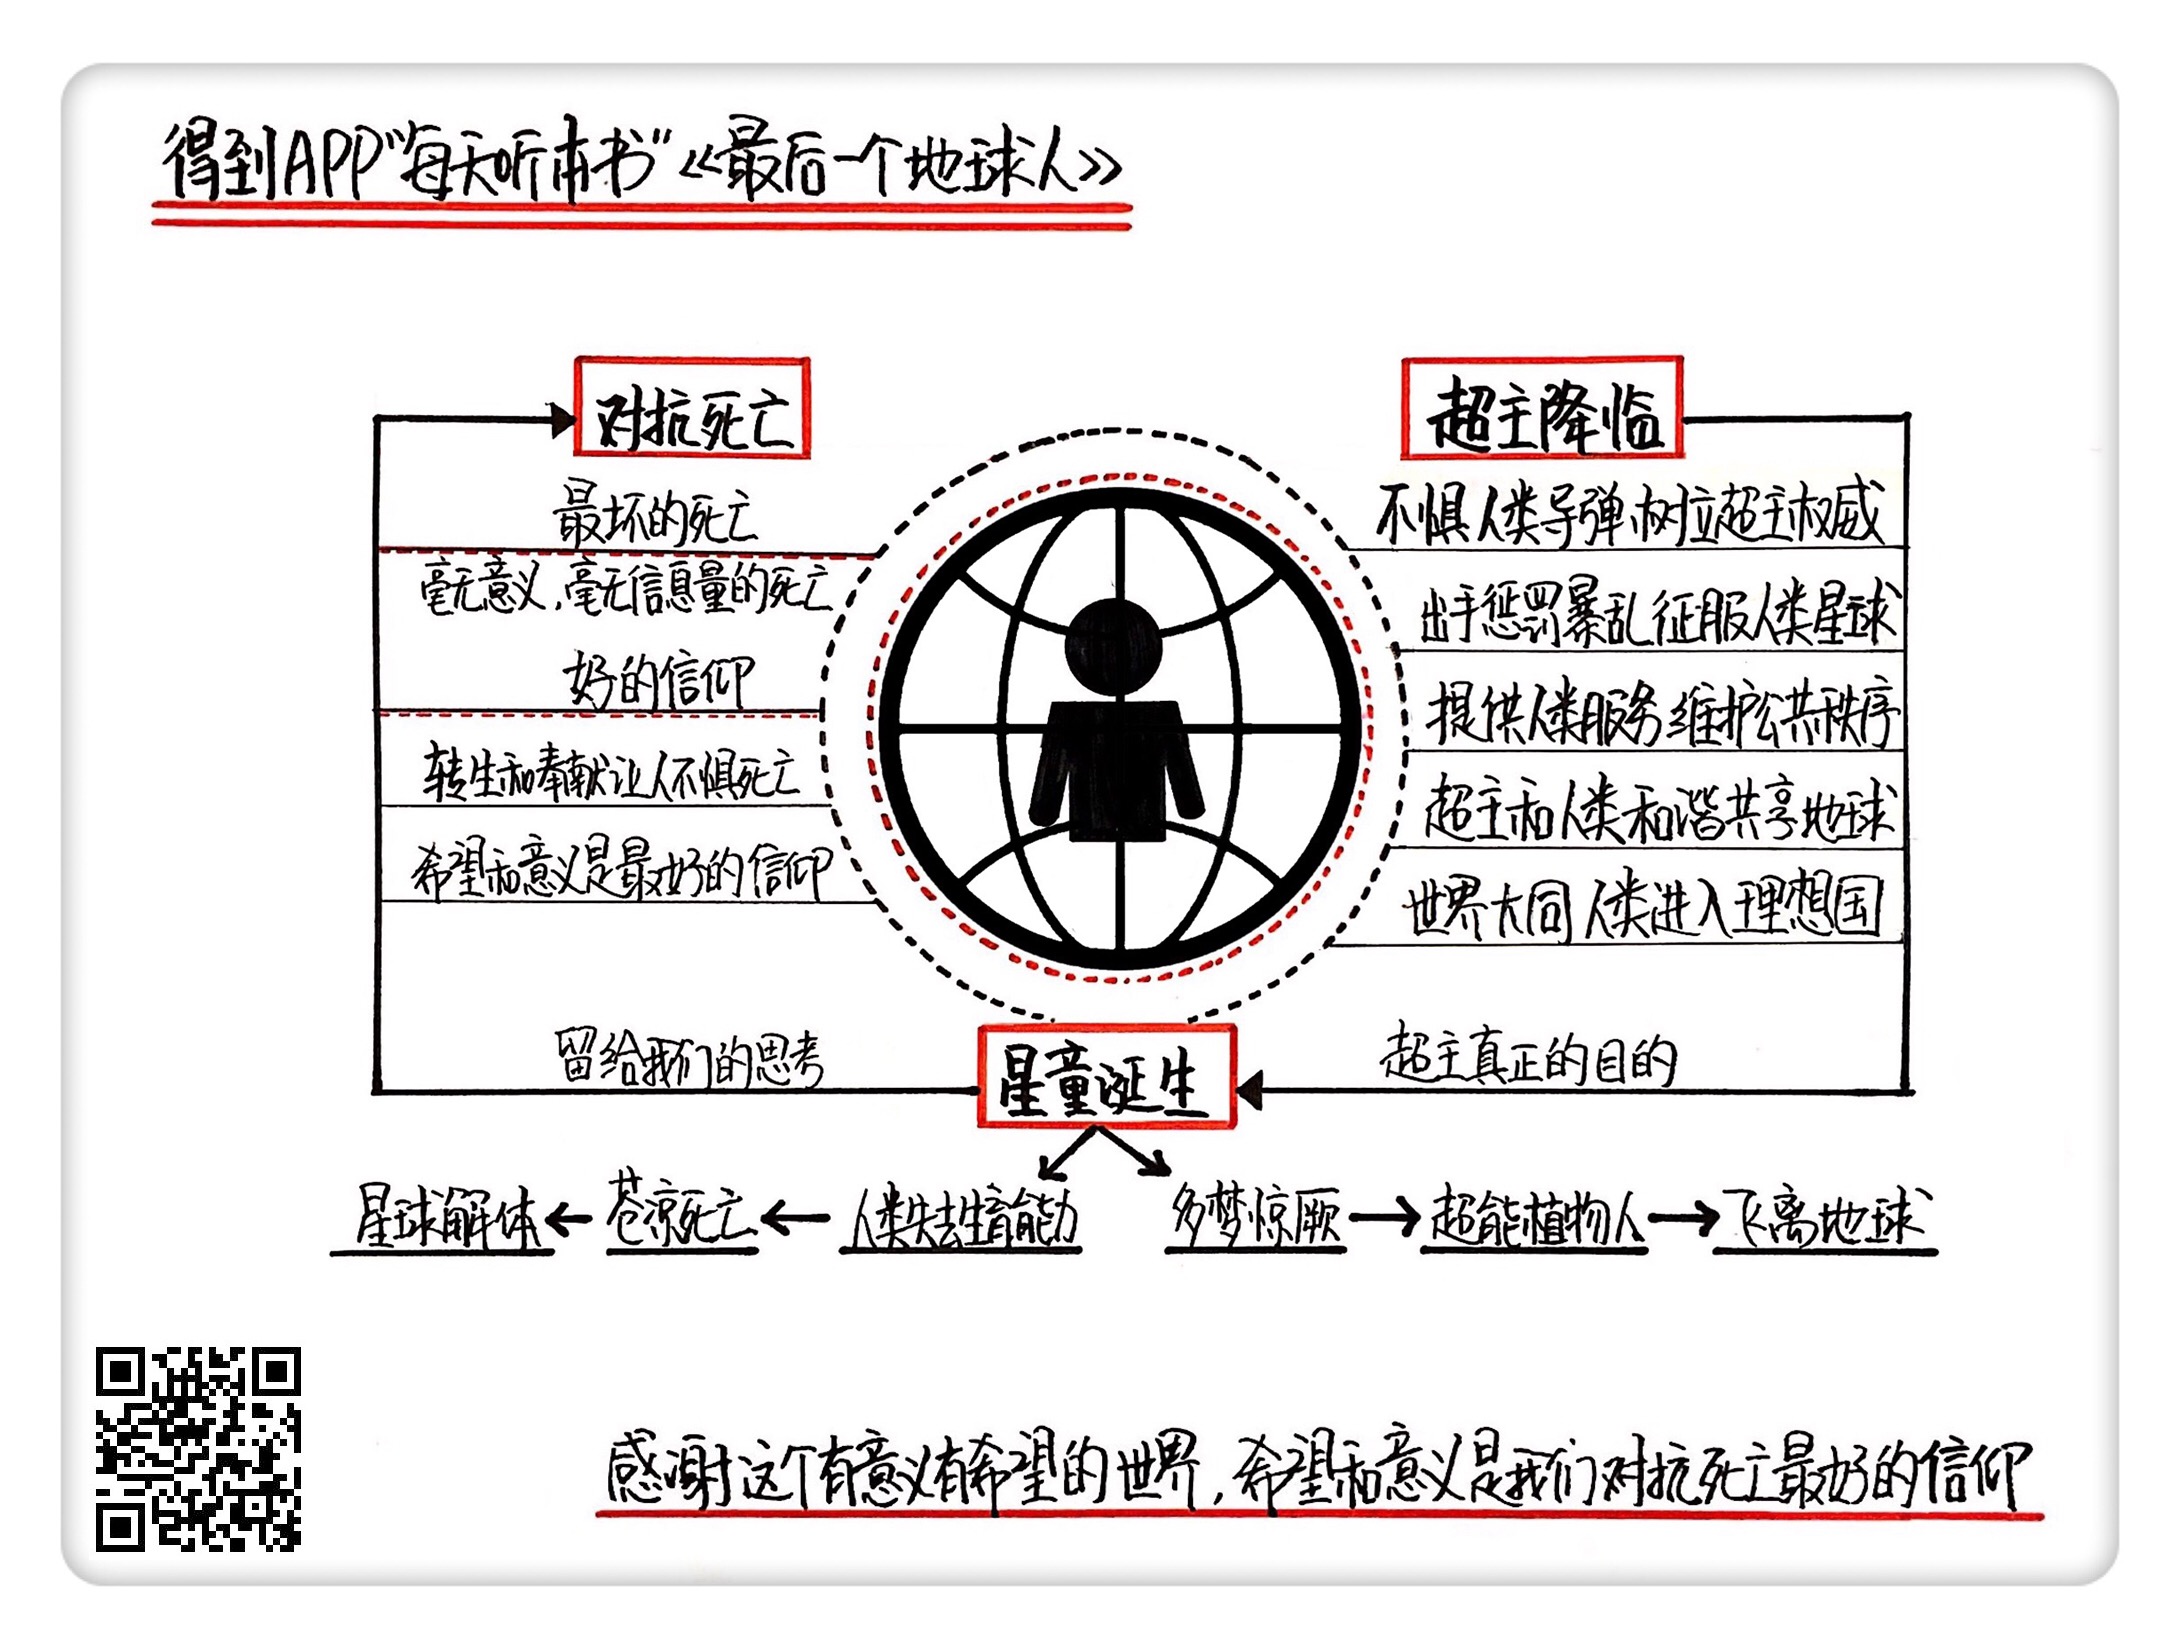 得到APP“每天听本书”《最后一个地球人》
对抗死亡
最坏的死亡
毫无意义,毫无信息量的死亡
好的信仰
转生和奉献让人不惧死亡
希望和意义是最好的信仰
留给我们的思考
超主降临
不惧人类导弹树立超主权威
出手惩罚暴乱征服人类星球
提供人类服务维护公共秩序
超主和人类和谐共享地球
世界大同人类进入理想国
超主真正的目的
星童诞生
星球解体←苍凉死亡←人类失去生育能力
多梦惊厥→超能植物人→飞离地球
感谢这个有意义有希望的世界,希望和意义是我们对抗死亡最好的信仰